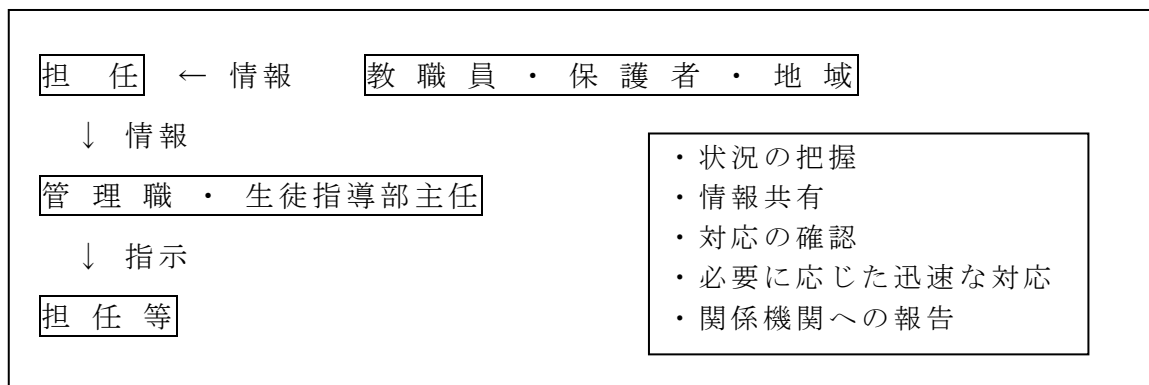 担任 ← 情報 教職員・保護者・地域
↓ 情報
管理職・生徒指導部主任
↓ 指示
担任等
・状況の把握
・情報共有
・対応の確認
・必要に応じた迅速な対応
・関係機関への報告